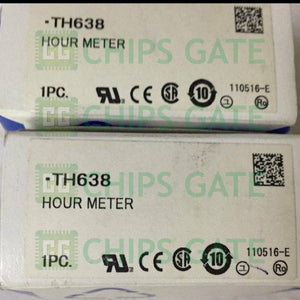 CHIPS GATE
·TH638
HOUR METER
1PC.
110516-E
CHIPS GATE
·TH638
HOUR METER
1PC.
110516-E